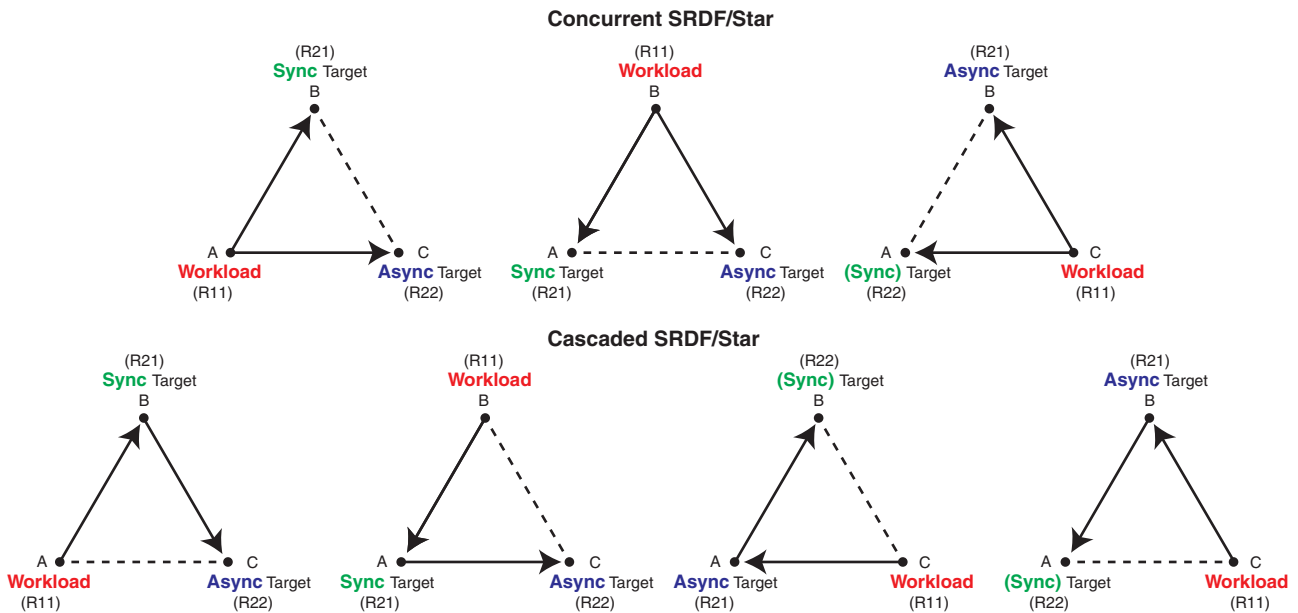 Concurrent SRDF/Star
(R21)
Sync Target
B
A
Workload
(R11)
C
Async Target
(R22)
(R11)
Workload
B
A
Sync Target
(R21)
C
Async Target
(R22)
(R21)
Async Target
B
A
(Sync) Target
(R22)
C
Workload
(R11)
Cascaded SRDF/Star
(R21)
Sync Target
B
A
Workload
(R11)
C
Async Target
(R22)
(R11)
Workload
B
A
Sync Target
(R21)
C
Async Target
(R22)
(R22)
(Sync) Target
B
A
Async Target
(R21)
C
Workload
(R11)
(R21)
Async Target
B
A
(Sync) Target
(R22)
C
Workload
(R11)